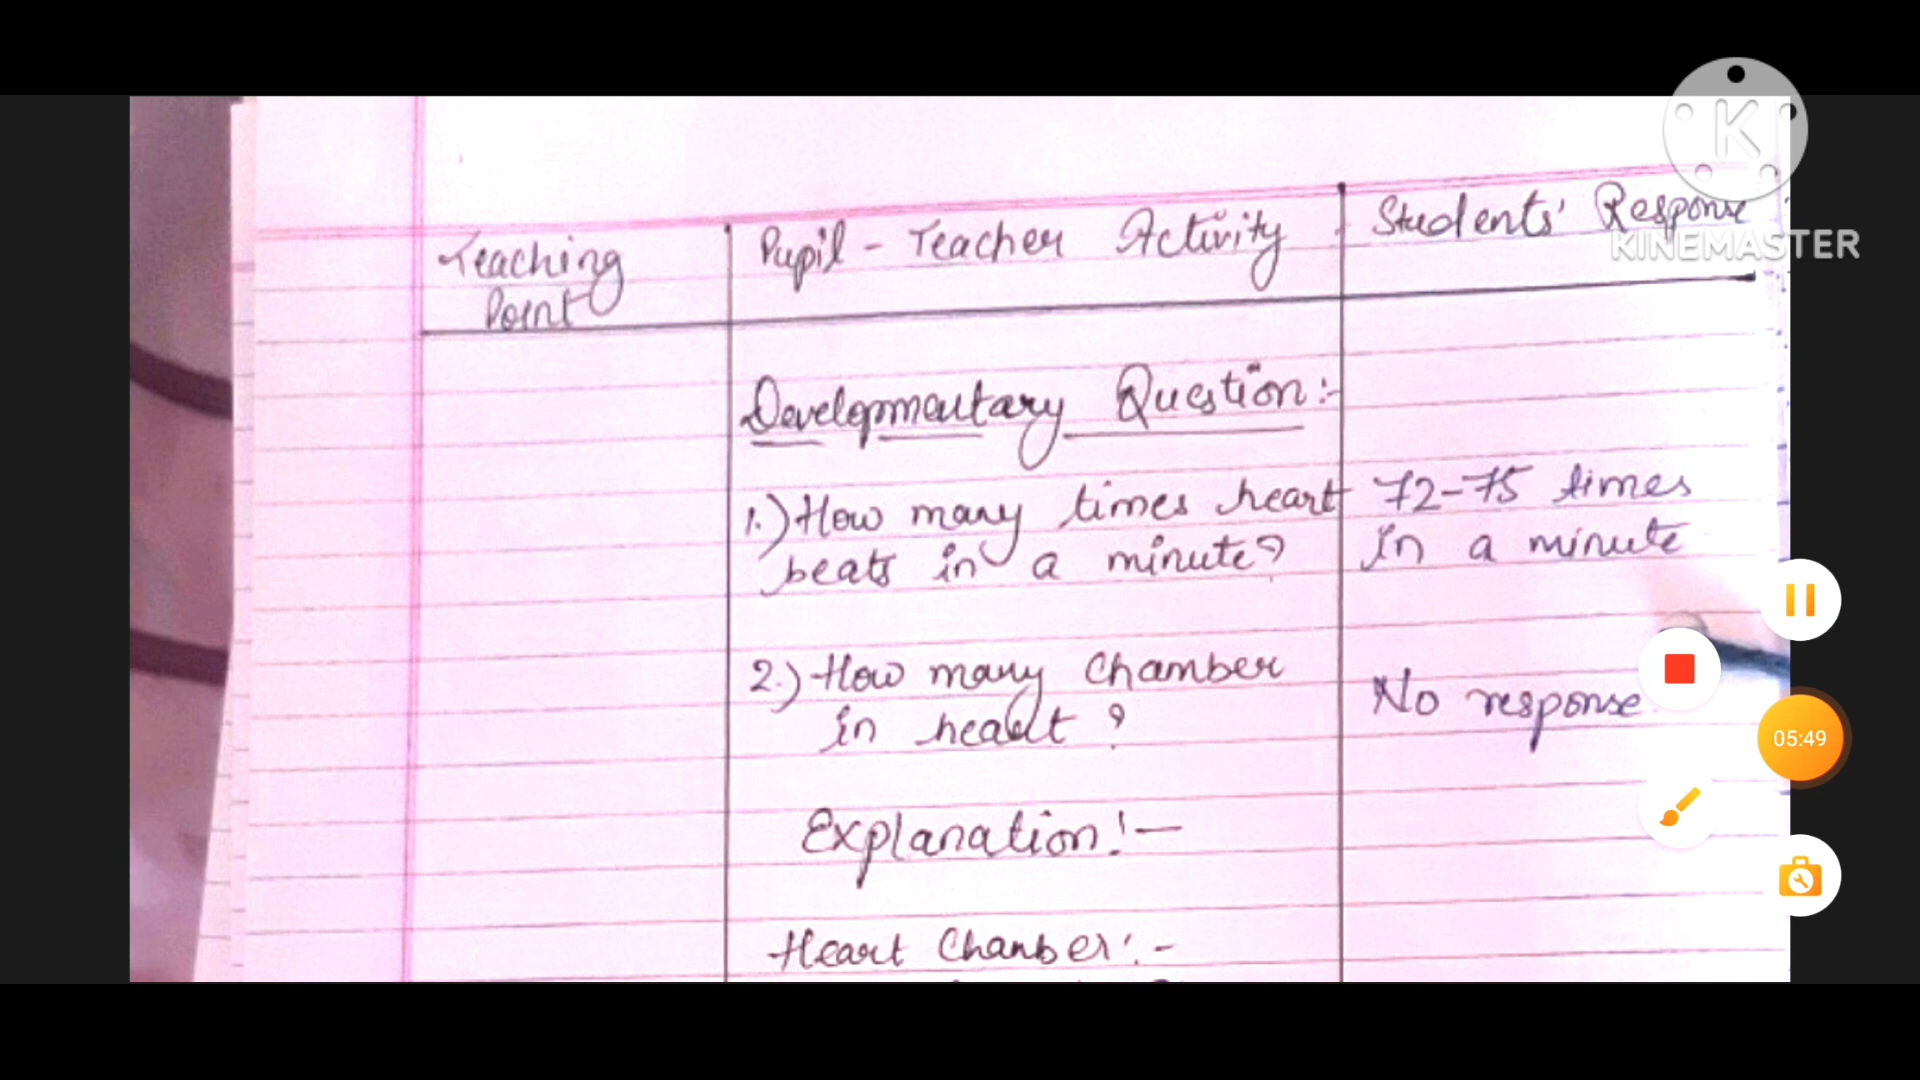 Teaching
Point
Pupil - Teacher Activity
Students' Response
KINEMASTER
Developmentary Question:-
1.) How many times heart
beats in a minute?
72-75 times
in a minute
2.) How many Chamber
in heart ?
No response
05:49
Explanation:-
Heart Chamber:-